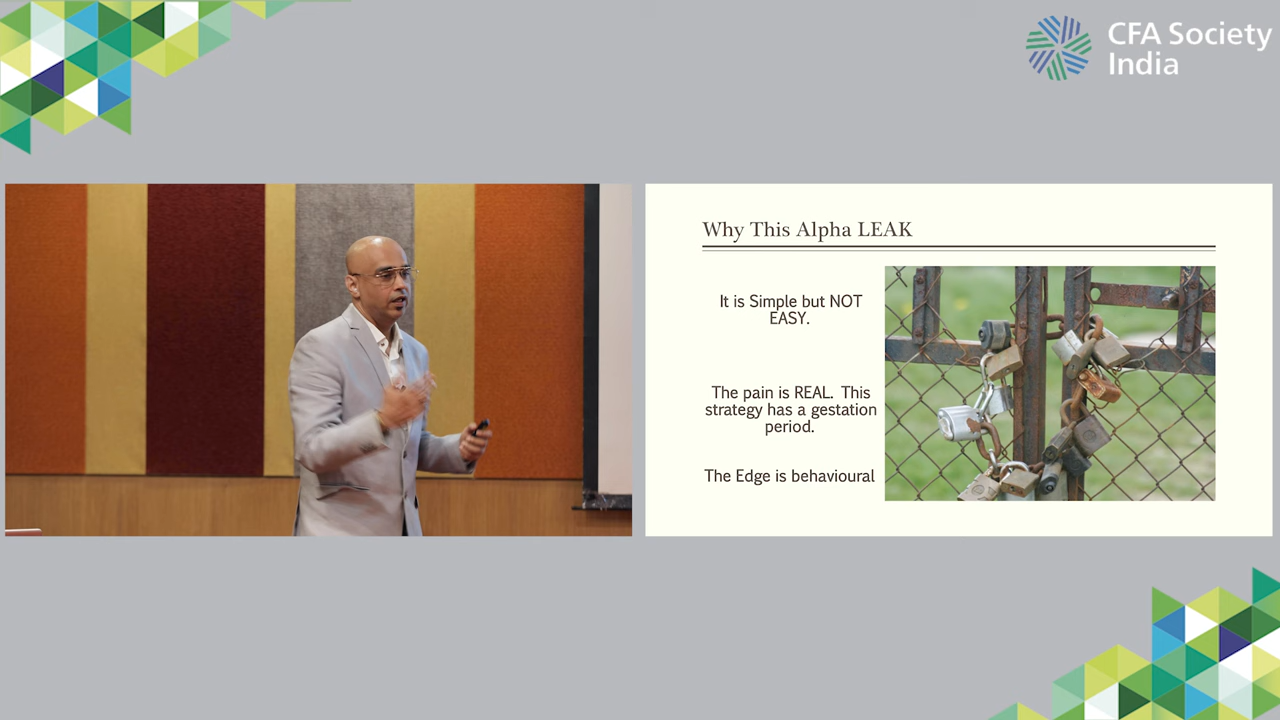 CFA Society
India
Why This Alpha LEAK
It is Simple but NOT
EASY.
The pain is REAL. This
strategy has a gestation
period.
The Edge is behavioural